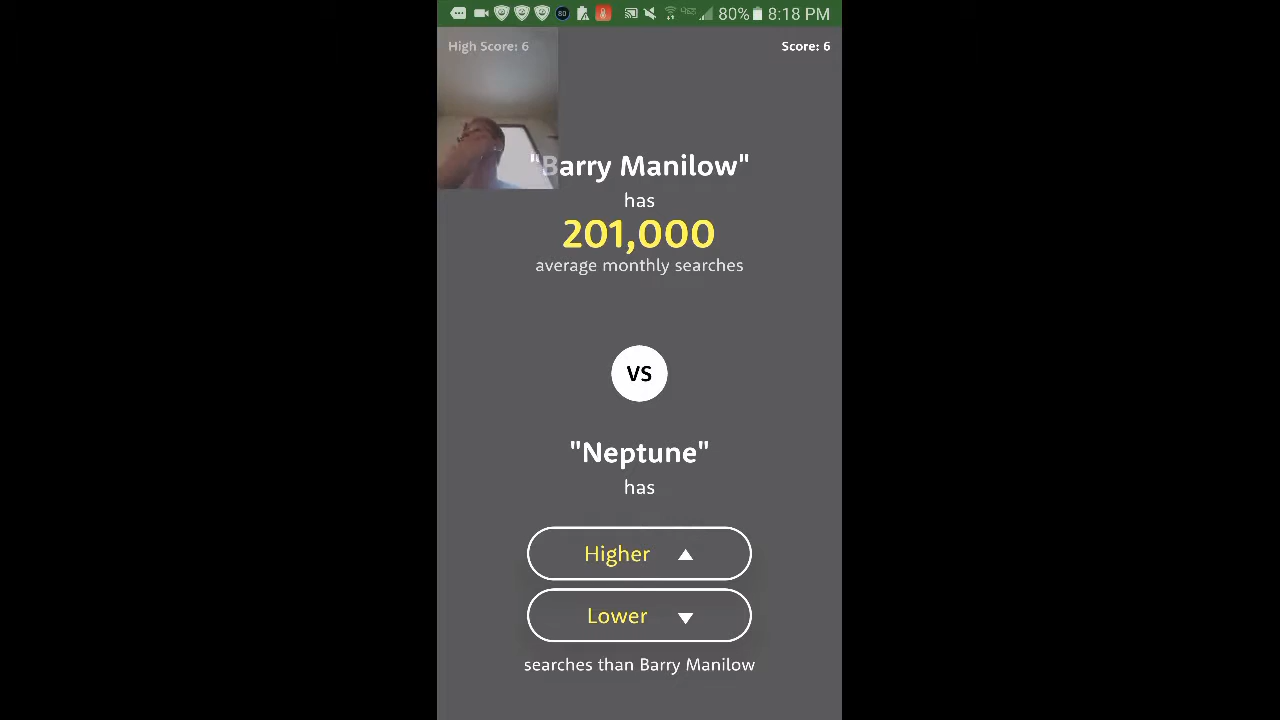 80 80% 8:18 PM
High Score: 6 Score: 6
"Barry Manilow"
has
201,000
average monthly searches
VS
"Neptune"
has
Higher
Lower
searches than Barry Manilow